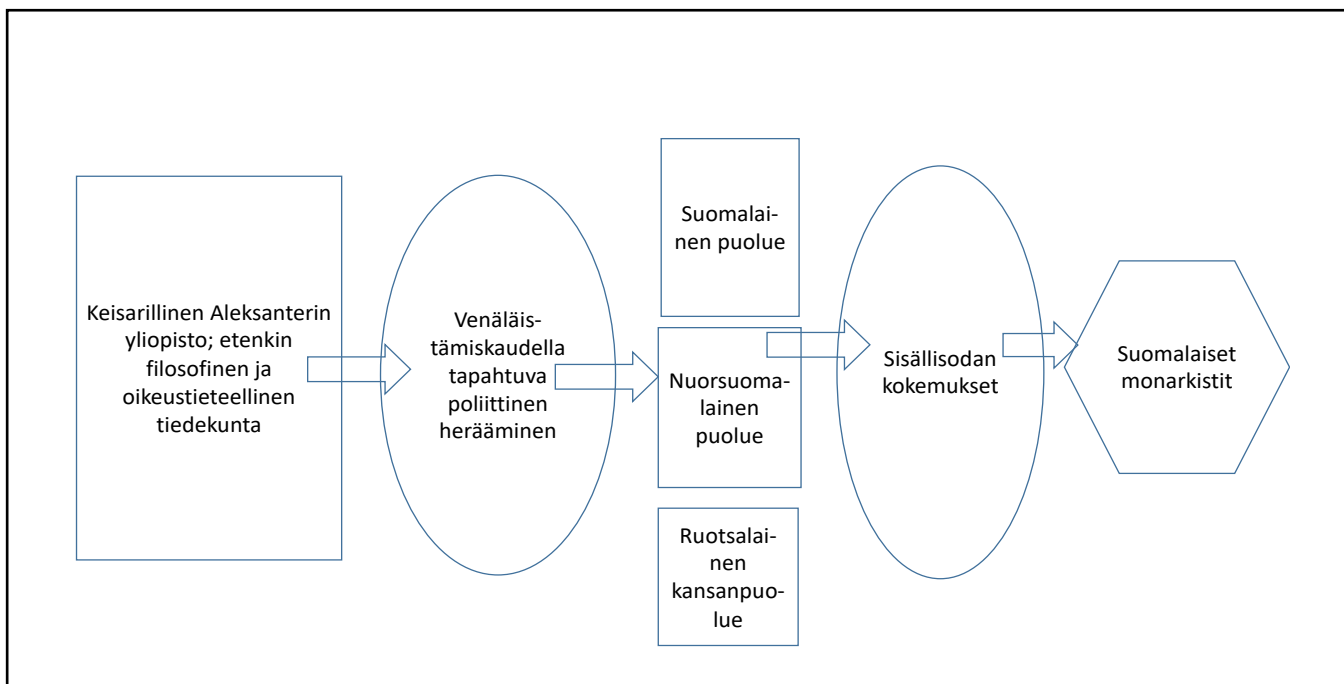 Keisarillinen Aleksanterin
yliopisto; etenkin
filosofinen ja
oikeustieteellinen
tiedekunta
Venäläis-
tämiskaudella
tapahtuva
poliittinen
herääminen
Suomalai-
nen puolue
Nuorsuoma-
lainen
puolue
Ruotsalai-
nen
kansanpuo-
lue
Sisällisodan
kokemukset
Suomalaiset
monarkistit